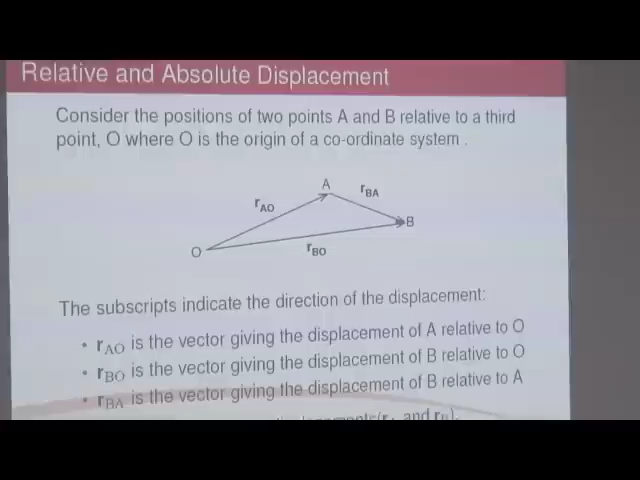 Relative and Absolute Displacement
Consider the positions of two points A and B relative to a third
point, O where O is the origin of a co-ordinate system .
A
r_BA
r_AO
B
O
r_BO
The subscripts indicate the direction of the displacement:
• r_AO is the vector giving the displacement of A relative to O
• r_BO is the vector giving the displacement of B relative to O
• r_BA is the vector giving the displacement of B relative to A
and r_B).